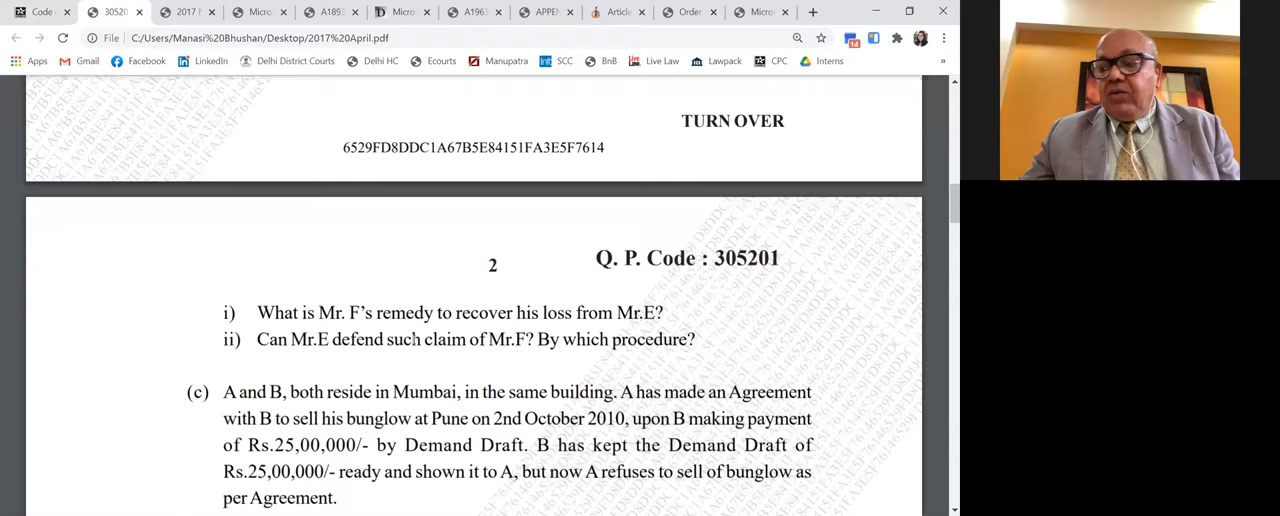 Code
30520
2017
Micro
A1893
Micro
A1963
APPEN
Article
Order
Micro
File
C:/Users/Manasi%20Bhushan/Desktop/2017%20April.pdf
1d
Apps
Gmail
Facebook
LinkedIn
Delhi District Courts
Delhi HC
Ecourts
Manupatra
SCC
BnB
Live Law
Lawpack
CPC
Interns
TURN OVER
6529FD8DDC1A67B5E84151FA3E5F7614
2
Q. P. Code : 305201
i) What is Mr. F's remedy to recover his loss from Mr.E?
ii) Can Mr.E defend such claim of Mr.F? By which procedure?
(c) A and B, both reside in Mumbai, in the same building. A has made an Agreement
with B to sell his bunglow at Pune on 2nd October 2010, upon B making payment
of Rs.25,00,000/- by Demand Draft. B has kept the Demand Draft of
Rs.25,00,000/- ready and shown it to A, but now A refuses to sell of bunglow as
per Agreement.